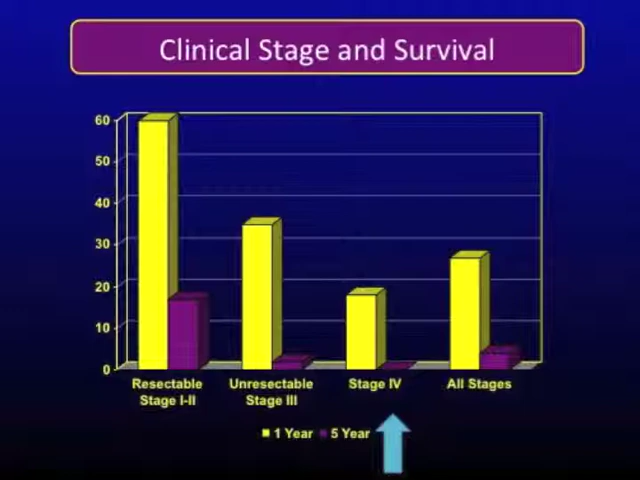 Clinical Stage and Survival
60
50
40
30
20
10
0
Resectable
Stage I-II
Unresectable
Stage III
Stage IV
All Stages
1 Year 5 Year